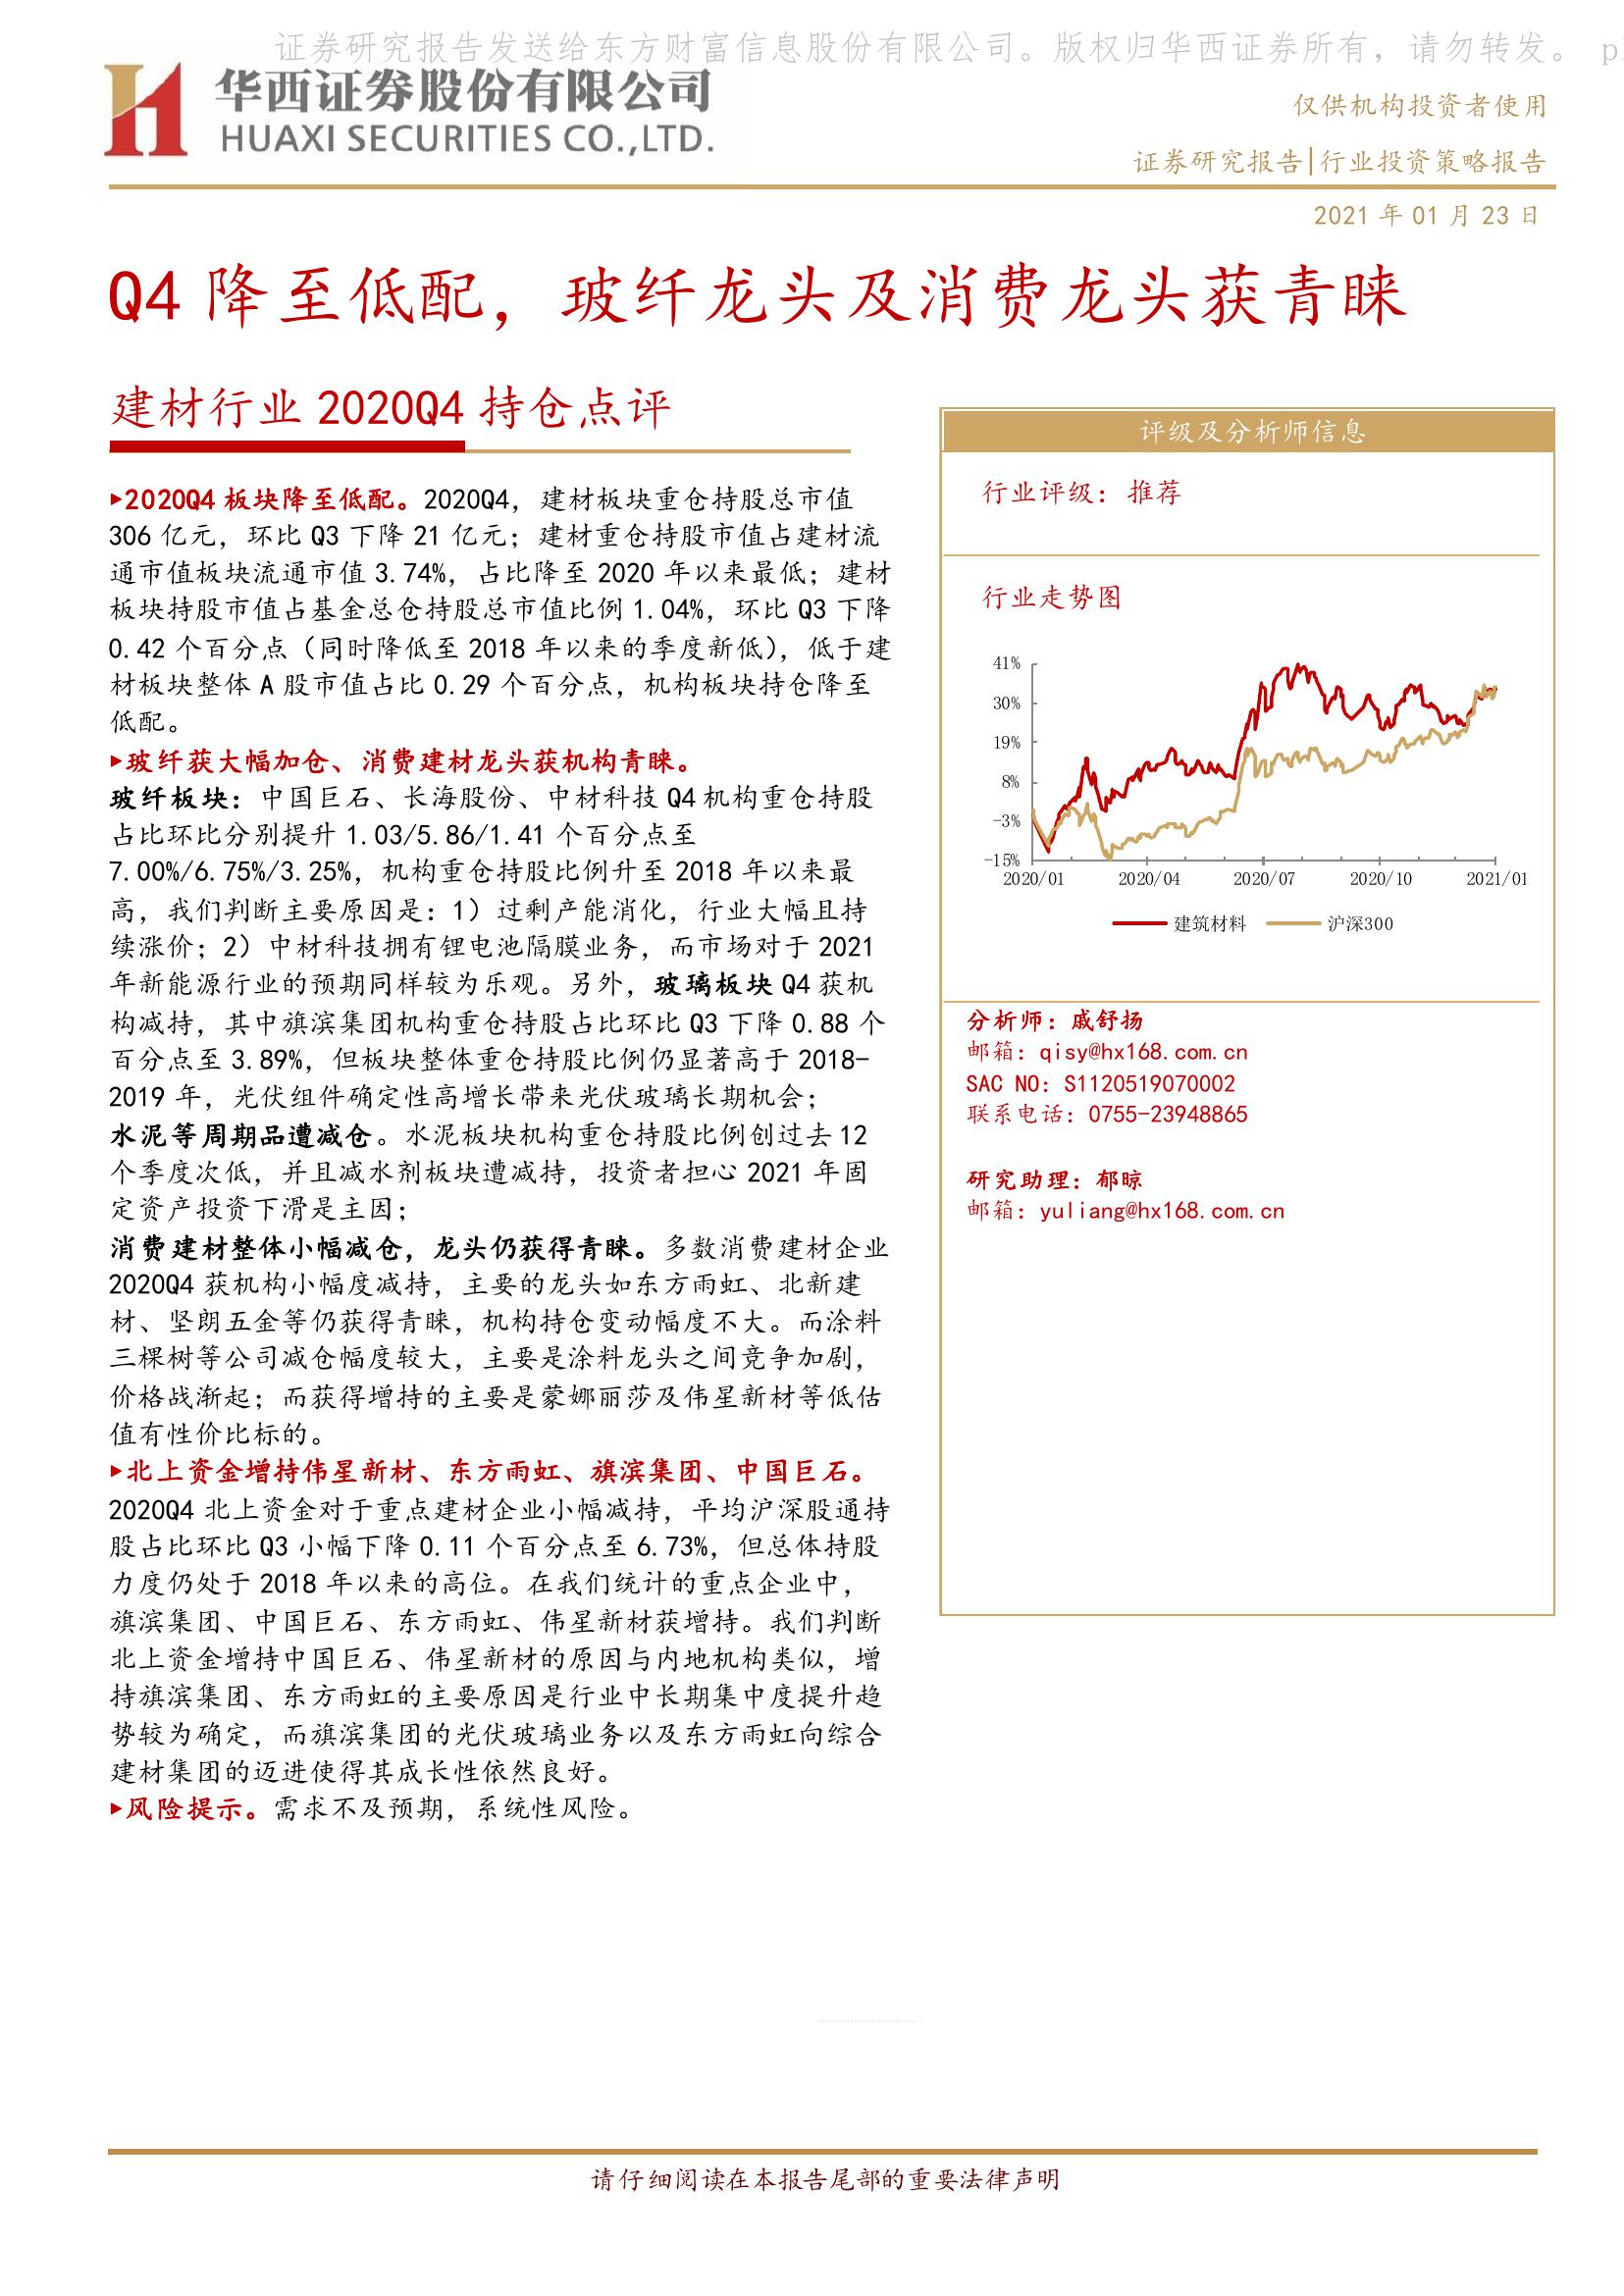 证券研究报告发送给东方财富信息股份有限公司。版权归华西证券所有，请勿转发。 p
华西证券股份有限公司
HUAXI SECURITIES CO.,LTD.
仅供机构投资者使用
证券研究报告|行业投资策略报告
2021 年 01 月 23 日
Q4 降至低配，玻纤龙头及消费龙头获青睐
建材行业 2020Q4 持仓点评
▸2020Q4 板块降至低配。2020Q4，建材板块重仓持股总市值
306 亿元，环比 Q3 下降 21 亿元；建材重仓持股市值占建材流
通市值板块流通市值 3.74%，占比降至 2020 年以来最低；建材
板块持股市值占基金总仓持股总市值比例 1.04%，环比 Q3 下降
0.42 个百分点（同时降低至 2018 年以来的季度新低），低于建
材板块整体 A 股市值占比 0.29 个百分点，机构板块持仓降至
低配。
▸玻纤获大幅加仓、消费建材龙头获机构青睐。
玻纤板块：中国巨石、长海股份、中材科技 Q4 机构重仓持股
占比环比分别提升 1.03/5.86/1.41 个百分点至
7.00%/6.75%/3.25%，机构重仓持股比例升至 2018 年以来最
高，我们判断主要原因是：1）过剩产能消化，行业大幅且持
续涨价；2）中材科技拥有锂电池隔膜业务，而市场对于 2021
年新能源行业的预期同样较为乐观。另外，玻璃板块 Q4 获机
构减持，其中旗滨集团机构重仓持股占比环比 Q3 下降 0.88 个
百分点至 3.89%，但板块整体重仓持股比例仍显著高于 2018-
2019 年，光伏组件确定性高增长带来光伏玻璃长期机会；
水泥等周期品遭减仓。水泥板块机构重仓持股比例创过去 12
个季度次低，并且减水剂板块遭减持，投资者担心 2021 年固
定资产投资下滑是主因；
消费建材整体小幅减仓，龙头仍获得青睐。多数消费建材企业
2020Q4 获机构小幅度减持，主要的龙头如东方雨虹、北新建
材、坚朗五金等仍获得青睐，机构持仓变动幅度不大。而涂料
三棵树等公司减仓幅度较大，主要是涂料龙头之间竞争加剧，
价格战渐起；而获得增持的主要是蒙娜丽莎及伟星新材等低估
值有性价比标的。
▸北上资金增持伟星新材、东方雨虹、旗滨集团、中国巨石。
2020Q4 北上资金对于重点建材企业小幅减持，平均沪深股通持
股占比环比 Q3 小幅下降 0.11 个百分点至 6.73%，但总体持股
力度仍处于 2018 年以来的高位。在我们统计的重点企业中，
旗滨集团、中国巨石、东方雨虹、伟星新材获增持。我们判断
北上资金增持中国巨石、伟星新材的原因与内地机构类似，增
持旗滨集团、东方雨虹的主要原因是行业中长期集中度提升趋
势较为确定，而旗滨集团的光伏玻璃业务以及东方雨虹向综合
建材集团的迈进使得其成长性依然良好。
▸风险提示。需求不及预期，系统性风险。
评级及分析师信息
行业评级：推荐
行业走势图
41%
30%
19%
8%
-3%
-15%
2020/01 2020/04 2020/07 2020/10 2021/01
建筑材料 沪深300
分析师：戚舒扬
邮箱：qisy@hx168.com.cn
SAC NO：S1120519070002
联系电话：0755-23948865
研究助理：郁晾
邮箱：yuliang@hx168.com.cn
请仔细阅读在本报告尾部的重要法律声明